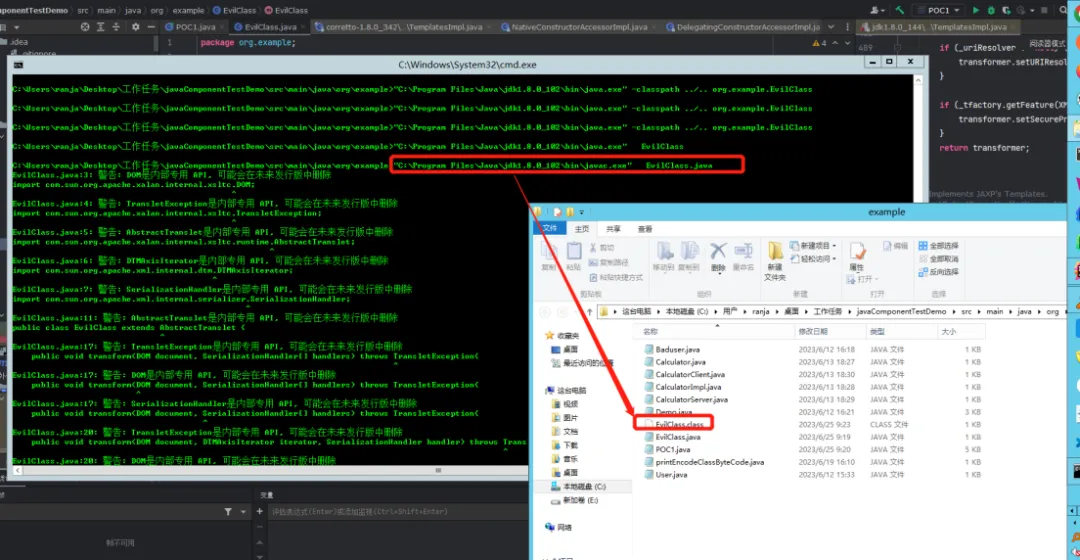 ponentTestDemo src main java org example EvilClass EvilClass
POC1
POC1.java EvilClass.java corretto-1.8.0_342\...\TemplatesImpl.java NativeConstructorAccessorImpl.java DelegatingConstructorAccessorImpl.java jdk1.8.0_144\...\TemplatesImpl.java
.idea
.gitignore
1 package org.example;
4
489
阅读器模式
if (_uriResolver
transformer.setURIResol
}
if (_tfactory.getFeature(XM
transformer.setSecurePr
}
return transformer;
Implements JAXP's Templates.
C:\Windows\System32\cmd.exe
C:\Users\ranja\Desktop\工作任务\javaComponentTestDemo\src\main\java\org\example>"C:\Program Files\Java\jdk1.8.0_102\bin\java.exe" -classpath ../.. org.example.EvilClass
C:\Users\ranja\Desktop\工作任务\javaComponentTestDemo\src\main\java\org\example>"C:\Program Files\Java\jdk1.8.0_102\bin\java.exe" -classpath ../.. org.example.EvilClass
C:\Users\ranja\Desktop\工作任务\javaComponentTestDemo\src\main\java\org\example>"C:\Program Files\Java\jdk1.8.0_102\bin\java.exe" -classpath ../.. org.example.EvilClass
C:\Users\ranja\Desktop\工作任务\javaComponentTestDemo\src\main\java\org\example>"C:\Program Files\Java\jdk1.8.0_102\bin\java.exe" EvilClass
C:\Users\ranja\Desktop\工作任务\javaComponentTestDemo\src\main\java\org\example>"C:\Program Files\Java\jdk1.8.0_102\bin\javac.exe" EvilClass.java
EvilClass.java:3: 警告: DOM是内部专用 API, 可能会在未来发行版中删除
import com.sun.org.apache.xalan.internal.xsltc.DOM;
^
EvilClass.java:4: 警告: TransletException是内部专用 API, 可能会在未来发行版中删除
import com.sun.org.apache.xalan.internal.xsltc.TransletException;
^
EvilClass.java:5: 警告: AbstractTranslet是内部专用 API, 可能会在未来发行版中删除
import com.sun.org.apache.xalan.internal.xsltc.runtime.AbstractTranslet;
^
EvilClass.java:6: 警告: DTMAxisIterator是内部专用 API, 可能会在未来发行版中删除
import com.sun.org.apache.xml.internal.dtm.DTMAxisIterator;
^
EvilClass.java:7: 警告: SerializationHandler是内部专用 API, 可能会在未来发行版中删除
import com.sun.org.apache.xml.internal.serializer.SerializationHandler;
^
EvilClass.java:11: 警告: AbstractTranslet是内部专用 API, 可能会在未来发行版中删除
public class EvilClass extends AbstractTranslet {
^
EvilClass.java:17: 警告: DOM是内部专用 API, 可能会在未来发行版中删除
public void transform(DOM document, SerializationHandler[] handlers) throws TransletException{
^
EvilClass.java:17: 警告: SerializationHandler是内部专用 API, 可能会在未来发行版中删除
public void transform(DOM document, SerializationHandler[] handlers) throws TransletException{
^
EvilClass.java:17: 警告: TransletException是内部专用 API, 可能会在未来发行版中删除
public void transform(DOM document, SerializationHandler[] handlers) throws TransletException{
^
EvilClass.java:20: 警告: TransletException是内部专用 API, 可能会在未来发行版中删除
public void transform(DOM document, DTMAxisIterator iterator, SerializationHandler handler) throws Trans
^
EvilClass.java:20: 警告: DOM是内部专用 API, 可能会在未来发行版中删除
example
文件 主页 共享 查看
复制 粘贴 剪切 复制路径 粘贴快捷方式 移动到 复制到 删除 重命名 新建文件夹 新建项目 轻松访问 属性 打开 编辑 全部选择 全部取消 反向选择
剪贴板 组织 新建 打开 选择
这台电脑 本地磁盘 (C:) 用户 ranja 桌面 工作任务 javaComponentTestDemo src main java org
名称 修改日期 类型 大小
收藏夹
桌面
最近访问的位置
这台电脑
视频
图片
文档
下载
音乐
桌面
本地磁盘 (C:)
新加卷 (E:)
网络
Baduser.java 2023/6/12 16:18 JAVA 文件 1 KB
Calculator.java 2023/6/13 18:27 JAVA 文件 1 KB
CalculatorClient.java 2023/6/13 18:30 JAVA 文件 1 KB
CalculatorImpl.java 2023/6/13 18:28 JAVA 文件 1 KB
CalculatorServer.java 2023/6/13 18:29 JAVA 文件 1 KB
Demo.java 2023/6/12 16:21 JAVA 文件 3 KB
EvilClass.class 2023/6/25 9:23 CLASS 文件 2 KB
EvilClass.java 2023/6/25 9:19 JAVA 文件 1 KB
POC1.java 2023/6/25 9:20 JAVA 文件 5 KB
printEncodeClassByteCode.java 2023/6/19 16:10 JAVA 文件 1 KB
User.java 2023/6/12 15:33 JAVA 文件 1 KB
变量
评估表达式(Enter)或添加监视(Ctrl+Shift+Enter)
帧不可用